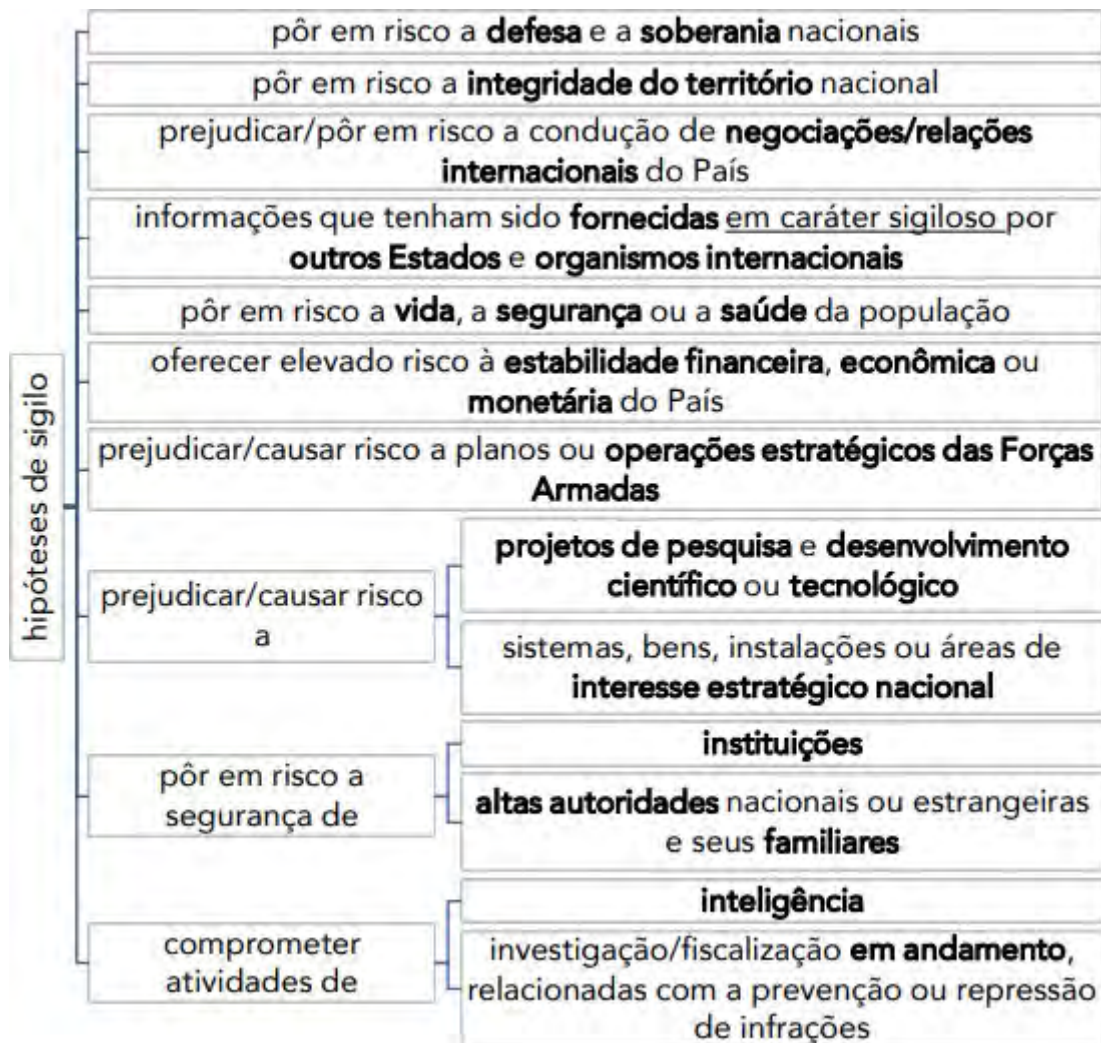 hipóteses de sigilo
pôr em risco a defesa e a soberania nacionais
pôr em risco a integridade do território nacional
prejudicar/pôr em risco a condução de negociações/relações
internacionais do País
informações que tenham sido fornecidas em caráter sigiloso por
outros Estados e organismos internacionais
pôr em risco a vida, a segurança ou a saúde da população
oferecer elevado risco à estabilidade financeira, econômica ou
monetária do País
prejudicar/causar risco a planos ou operações estratégicos das Forças
Armadas
prejudicar/causar risco
a
projetos de pesquisa e desenvolvimento
científico ou tecnológico
sistemas, bens, instalações ou áreas de
interesse estratégico nacional
pôr em risco a
segurança de
instituições
altas autoridades nacionais ou estrangeiras
e seus familiares
comprometer
atividades de
inteligência
investigação/fiscalização em andamento,
relacionadas com a prevenção ou repressão
de infrações